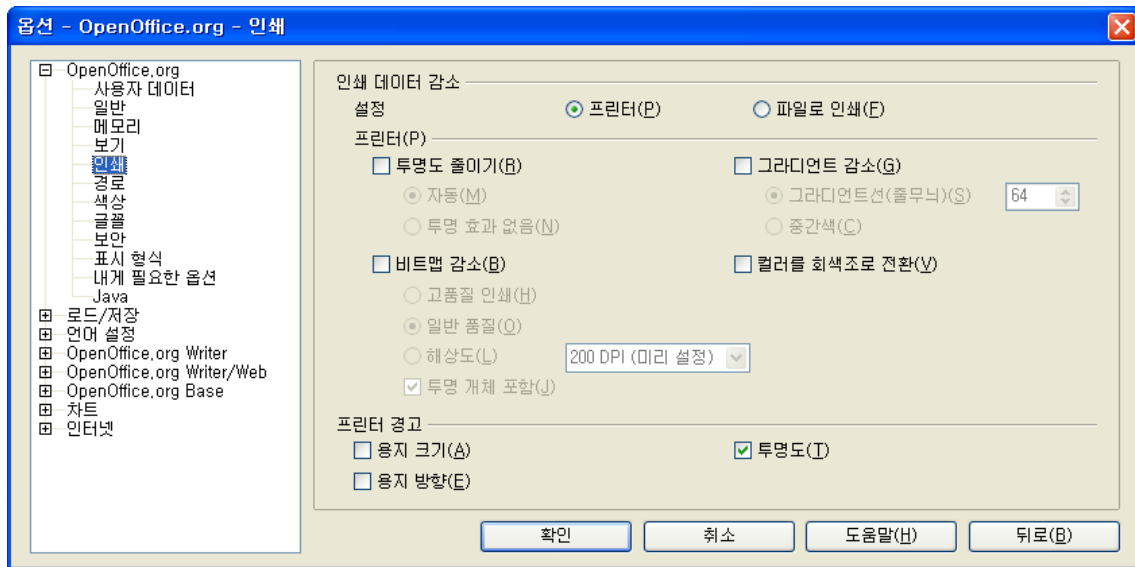 옵션 - OpenOffice.org - 인쇄
OpenOffice.org
사용자 데이터
일반
메모리
보기
인쇄
경로
색상
글꼴
보안
표시 형식
내게 필요한 옵션
Java
로드/저장
언어 설정
OpenOffice.org Writer
OpenOffice.org Writer/Web
OpenOffice.org Base
차트
인터넷
인쇄 데이터 감소
설정 프린터(P) 파일로 인쇄(F)
프린터(P)
투명도 줄이기(R) 그라디언트 감소(G)
자동(M) 그라디언트선(줄무늬)(S) 64
투명 효과 없음(N) 중간색(C)
비트맵 감소(B) 컬러를 회색조로 전환(V)
고품질 인쇄(H)
일반 품질(O)
해상도(L) 200 DPI (미리 설정)
투명 개체 포함(J)
프린터 경고
용지 크기(A) 투명도(T)
용지 방향(E)
확인 취소 도움말(H) 뒤로(B)